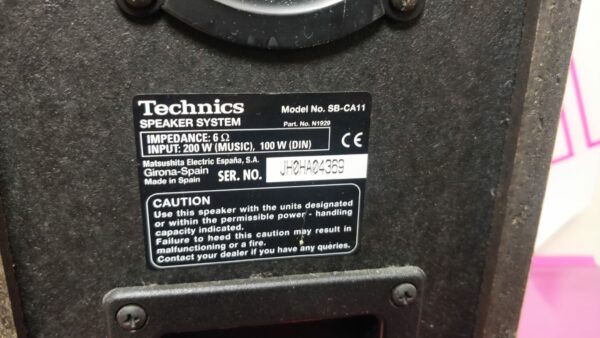 Technics Model No. SB-CA11
SPEAKER SYSTEM Part. No. N1929
IMPEDANCE: 6 Ω
INPUT: 200 W (MUSIC), 100 W (DIN)
CE
Matsushita Electric España, S.A.
Girona-Spain
Made in Spain
SER. NO. JH0HA04369
CAUTION
Use this speaker with the units designated
or within the permissible power - handling
capacity indicated.
Failure to heed this caution may result in
malfunctioning or a fire.
Contact your dealer if you have any queries.